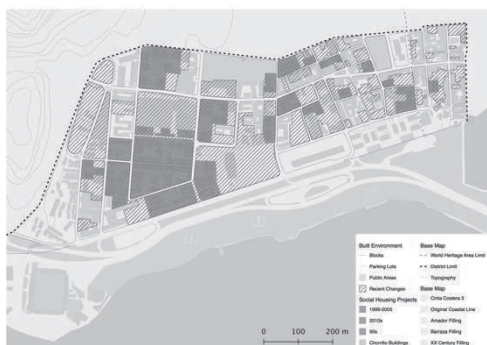 Built Environment
Blocks
Parking Lots
Public Areas
Recent Changes
Social Housing Projects
1999-2005
2010s
90s
Chorrillo Buildings
Base Map
World Heritage Area Limit
District Limit
Topography
Base Map
Cinta Costera 3
Original Coastal Line
Amador Filling
Barraza Filling
XX Century Filling
0 100 200 m